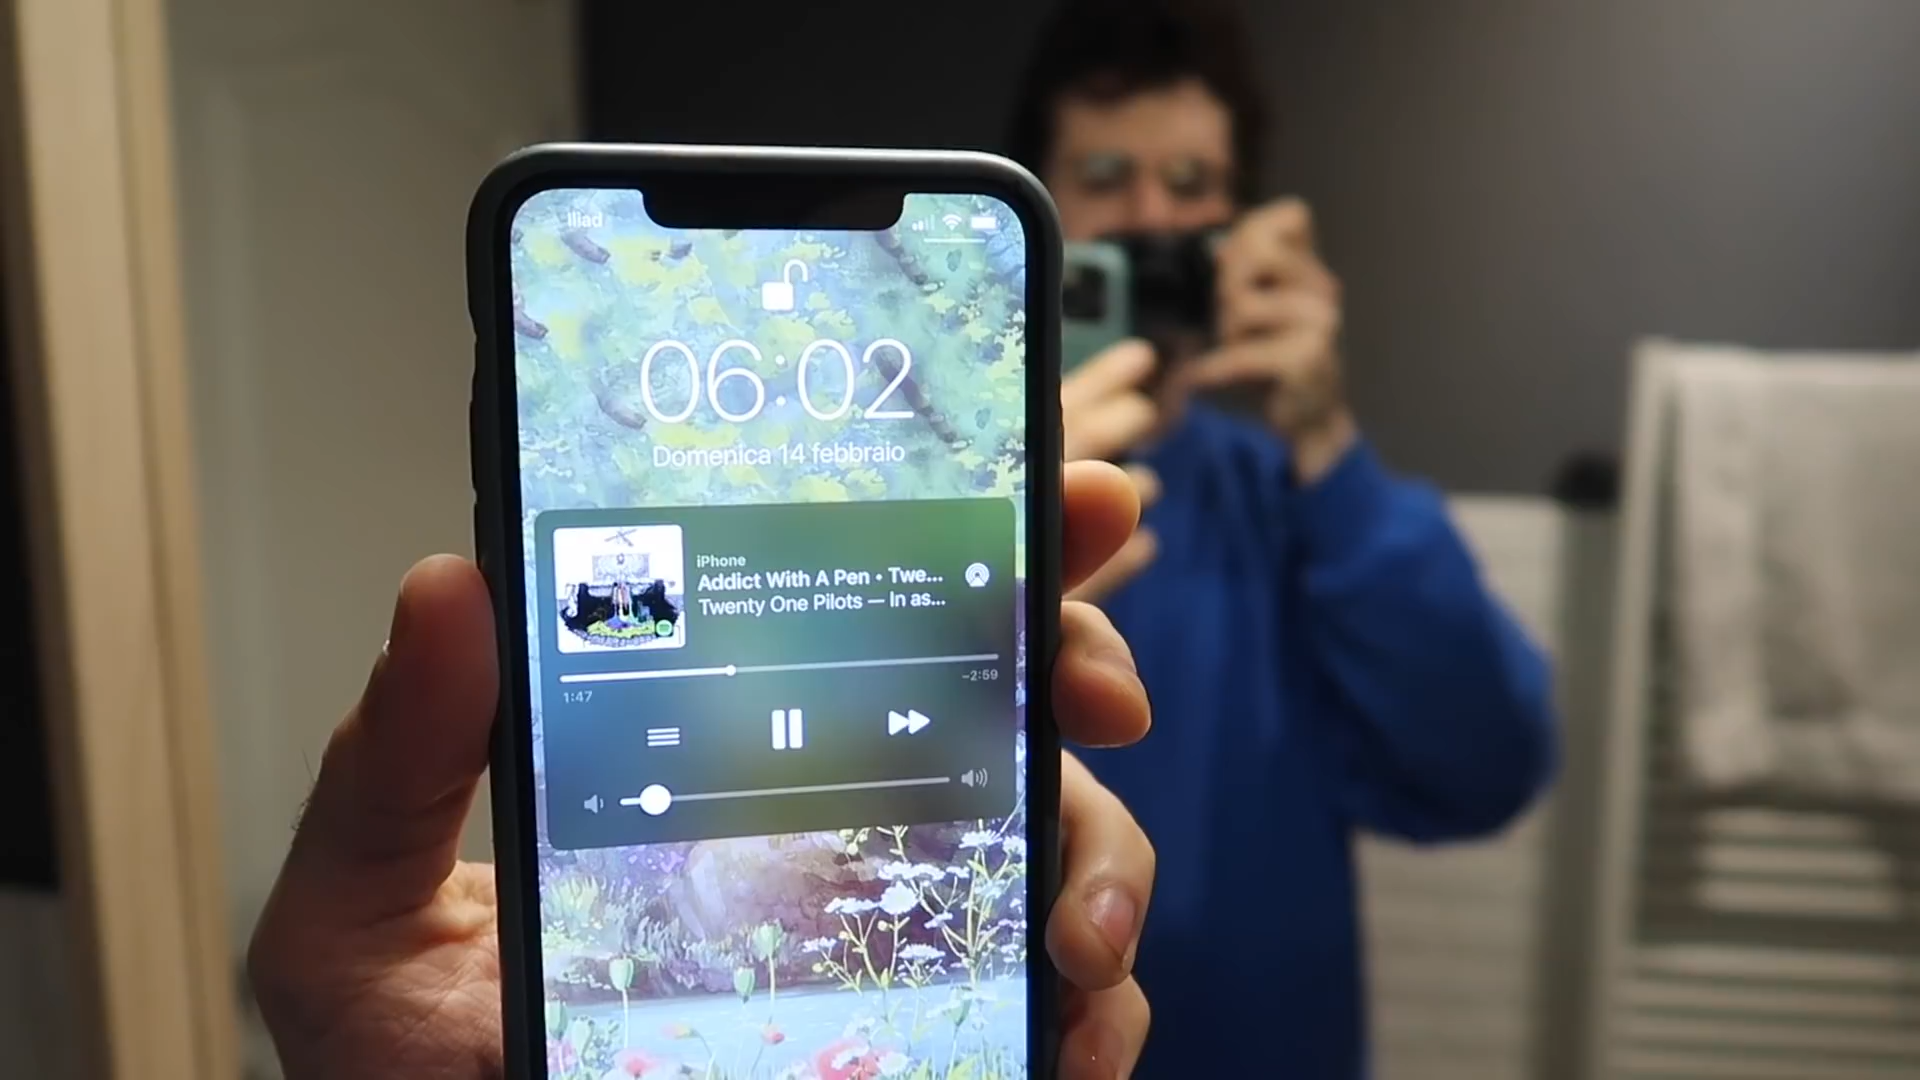 Iliad
06:02
Domenica 14 febbraio
iPhone
Addict With A Pen • Twe...
Twenty One Pilots — In as...
1:47
-2:59